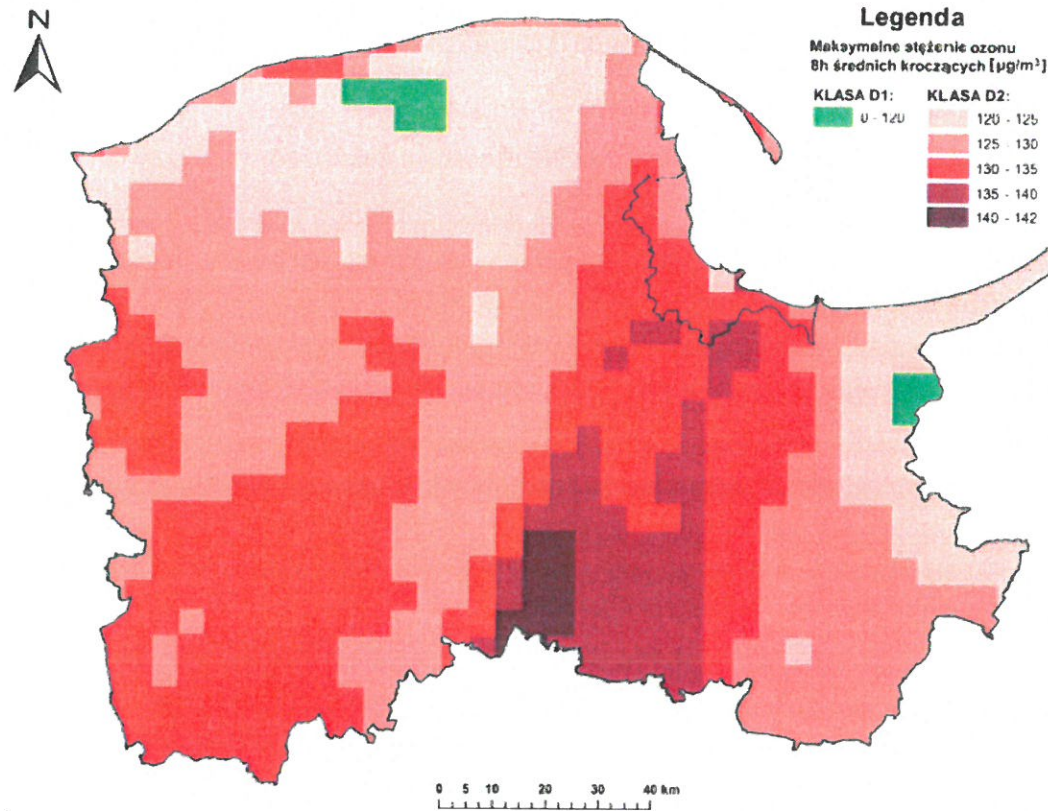 N
Legenda
Maksymalne stężenie ozonu
8h średnich kroczących [µg/m³]
KLASA D1: KLASA D2:
0 - 120
120 - 125
125 - 130
130 - 135
135 - 140
140 - 142
0 5 10 20 30 40 km